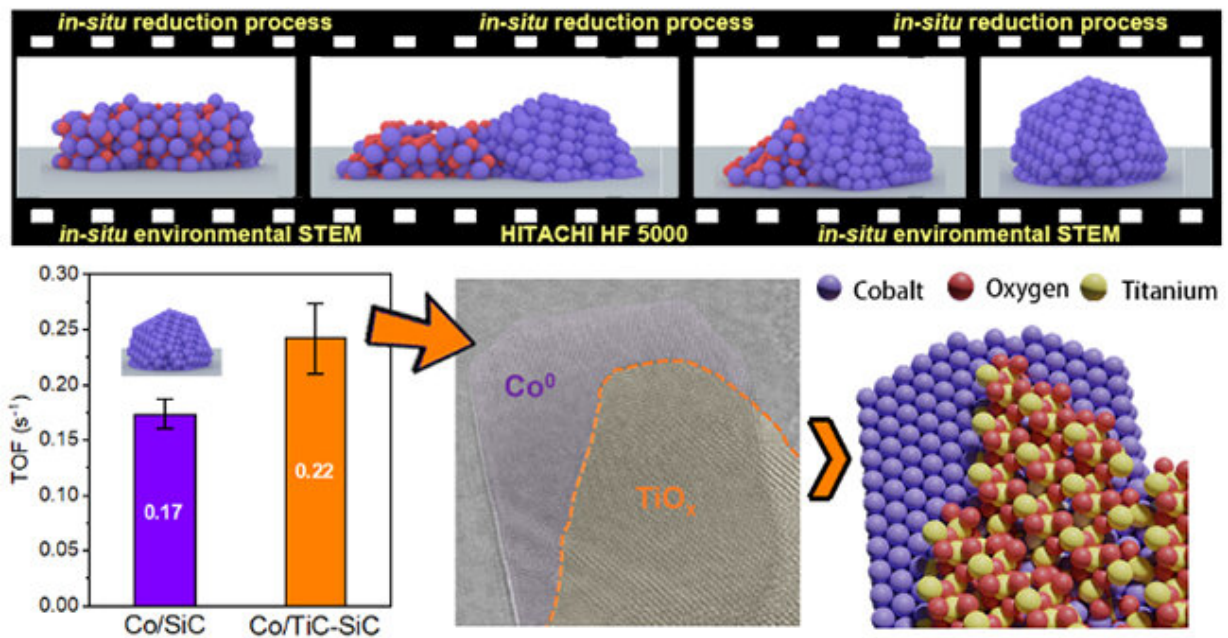 in-situ reduction process in-situ reduction process in-situ reduction process
in-situ environmental STEM HITACHI HF 5000 in-situ environmental STEM
0.30
0.25
0.20
0.15
0.10
0.05
0.00
TOF (s⁻¹)
0.17
0.22
Co/SiC Co/TiC-SiC
Co⁰
TiOₓ
Cobalt Oxygen Titanium